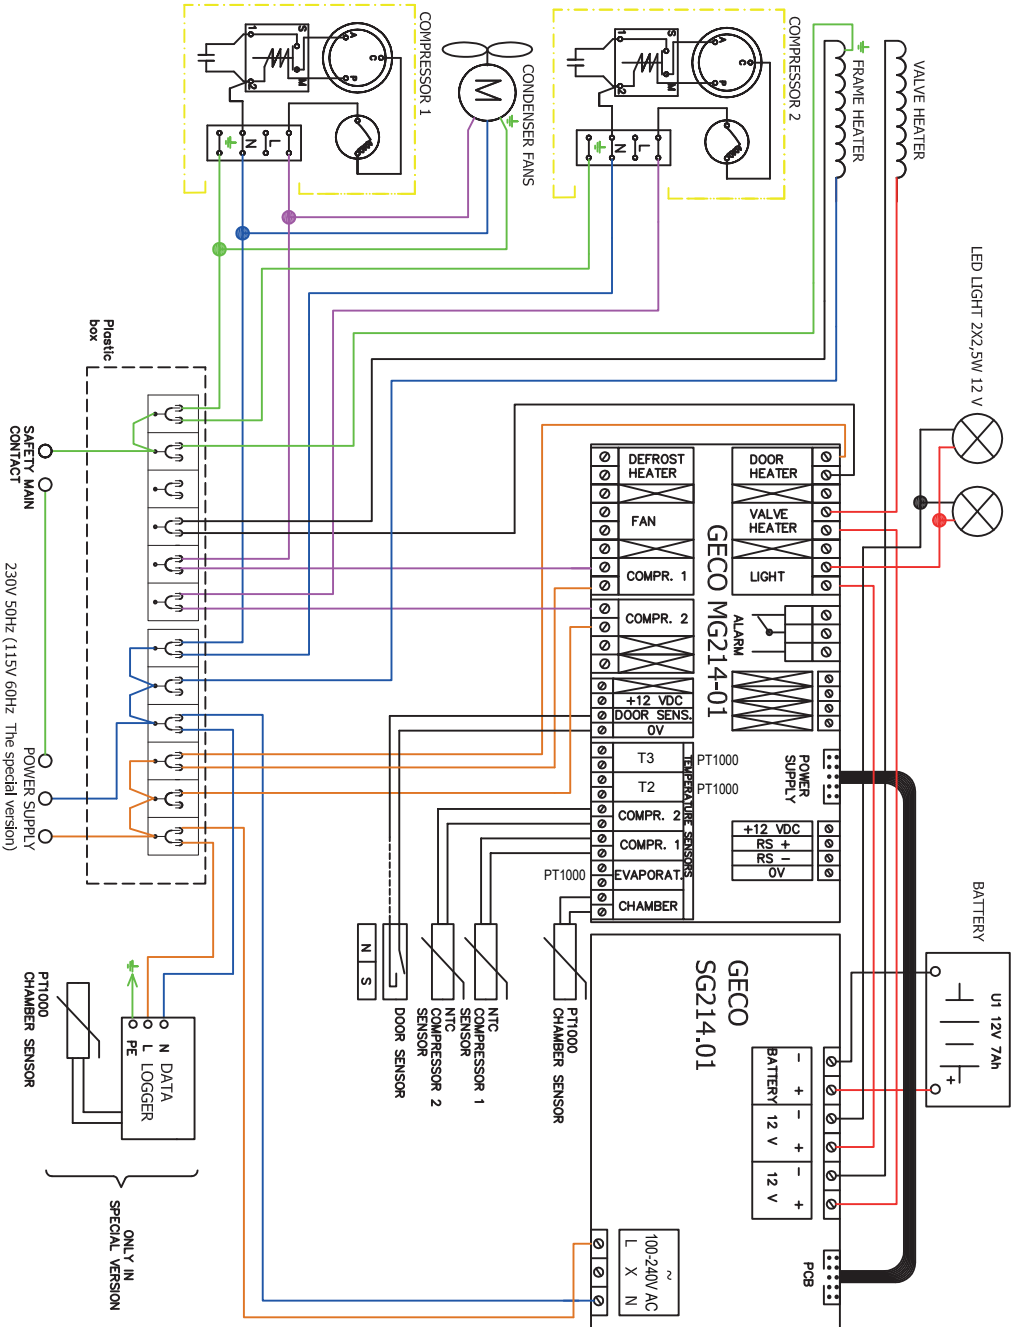 COMPRESSOR 1
S
1
M
2
A
C
P
L
N
CONDENSER FANS
M
COMPRESSOR 2
S
1
M
2
A
C
P
L
N
FRAME HEATER
VALVE HEATER
LED LIGHT 2X2,5W 12 V
Plastic
box
SAFETY MAIN
CONTACT
230V 50Hz (115V 60Hz The special version)
POWER SUPPLY
GECO MG214-01
DEFROST
HEATER
FAN
COMPR. 1
COMPR. 2
+12 VDC
DOOR SENS.
0V
T3
T2
COMPR. 2
COMPR. 1
EVAPORAT.
CHAMBER
TEMPERATURE SENSORS
PT1000
PT1000
PT1000
DOOR
HEATER
VALVE
HEATER
LIGHT
ALARM
POWER
SUPPLY
+12 VDC
RS +
RS -
0V
BATTERY
U1 12V 7Ah
+
GECO
SG214.01
- +
BATTERY
- +
12 V
- +
12 V
PCB
~
100-240V AC
L X N
PT1000
CHAMBER SENSOR
NTC
COMPRESSOR 1
SENSOR
NTC
COMPRESSOR 2
SENSOR
DOOR SENSOR
N S
DATA
LOGGER
N
L
PE
PT1000
CHAMBER SENSOR
ONLY IN
SPECIAL VERSION